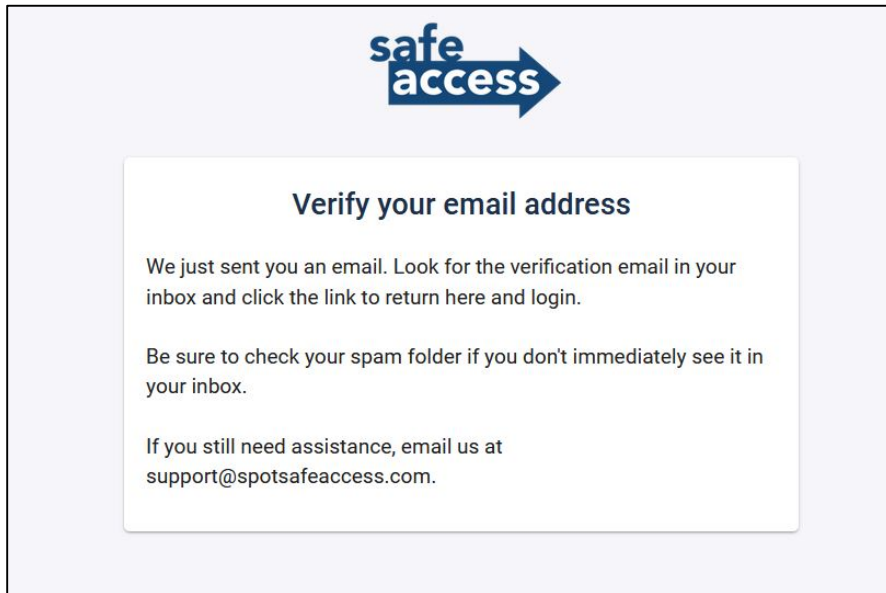 safe
access
Verify your email address
We just sent you an email. Look for the verification email in your
inbox and click the link to return here and login.
Be sure to check your spam folder if you don't immediately see it in
your inbox.
If you still need assistance, email us at
support@spotsafeaccess.com.